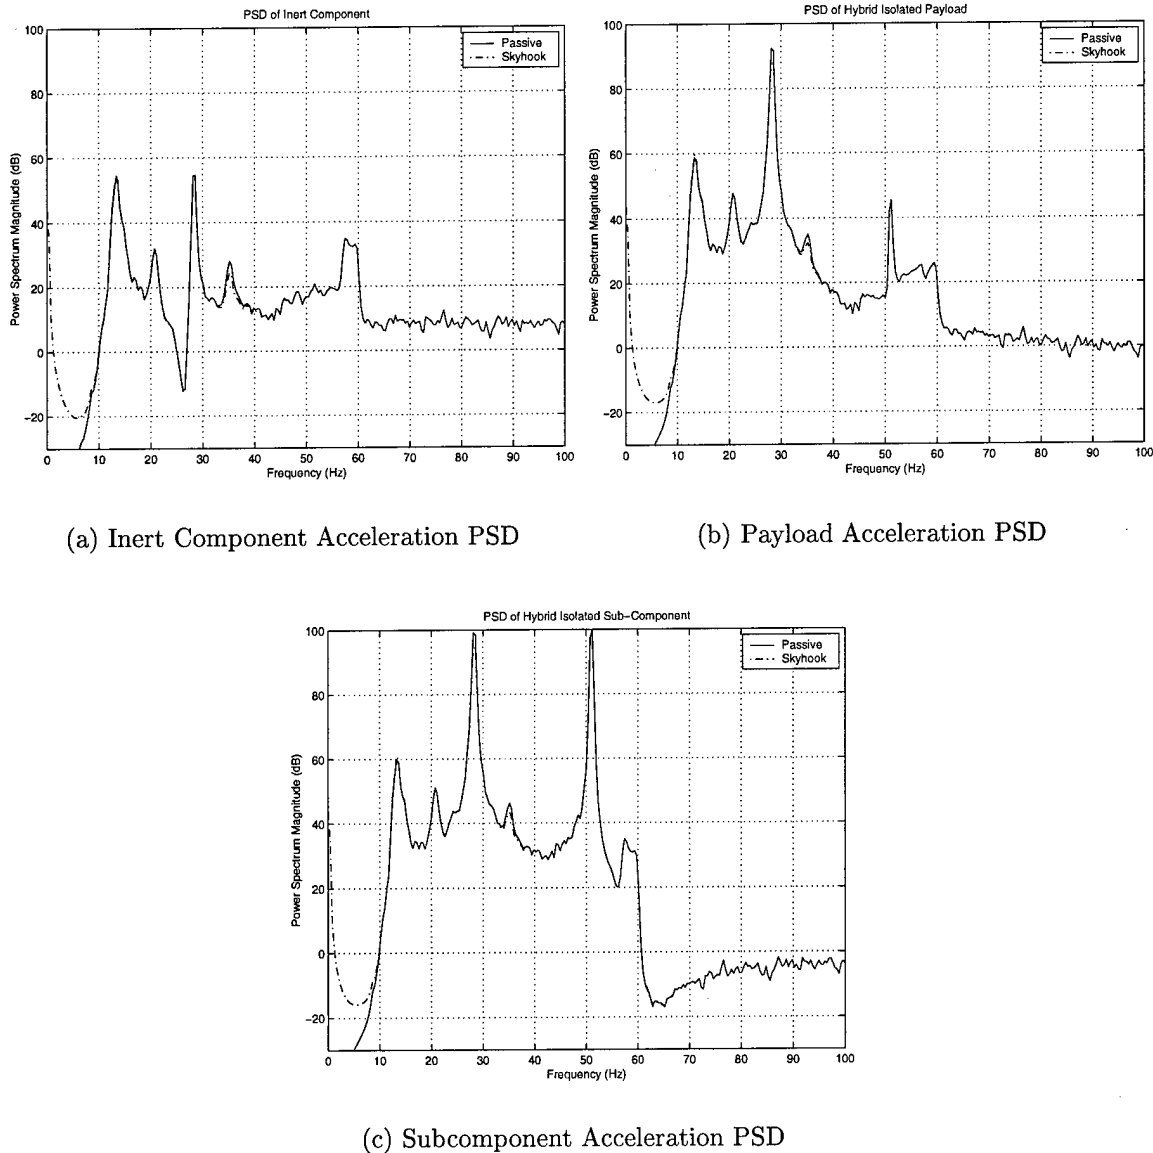 PSD of Inert Component
Power Spectrum Magnitude (dB)
100
80
60
40
20
0
−20
0 10 20 30 40 50 60 70 80 90 100
Frequency (Hz)
Passive
Skyhook
(a) Inert Component Acceleration PSD
PSD of Hybrid Isolated Payload
Power Spectrum Magnitude (dB)
100
80
60
40
20
0
−20
0 10 20 30 40 50 60 70 80 90 100
Frequency (Hz)
Passive
Skyhook
(b) Payload Acceleration PSD
PSD of Hybrid Isolated Sub−Component
Power Spectrum Magnitude (dB)
100
80
60
40
20
0
−20
0 10 20 30 40 50 60 70 80 90 100
Frequency (Hz)
Passive
Skyhook
(c) Subcomponent Acceleration PSD